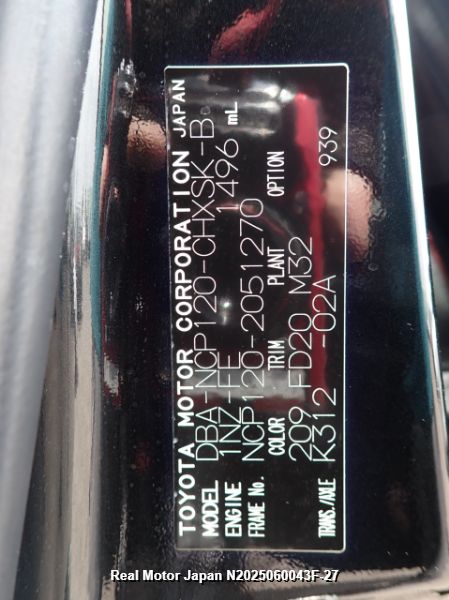 TOYOTA MOTOR CORPORATION JAPAN
MODEL DBA-NCP120-CHXSK-B
ENGINE 1NZ-FE 1496 mL
FRAME No. NCP120-2051270
COLOR TRIM PLANT OPTION
209 FD20 M32 939
K312 -02A
TRANS./AXLE
Real Motor Japan N2025060043F-27